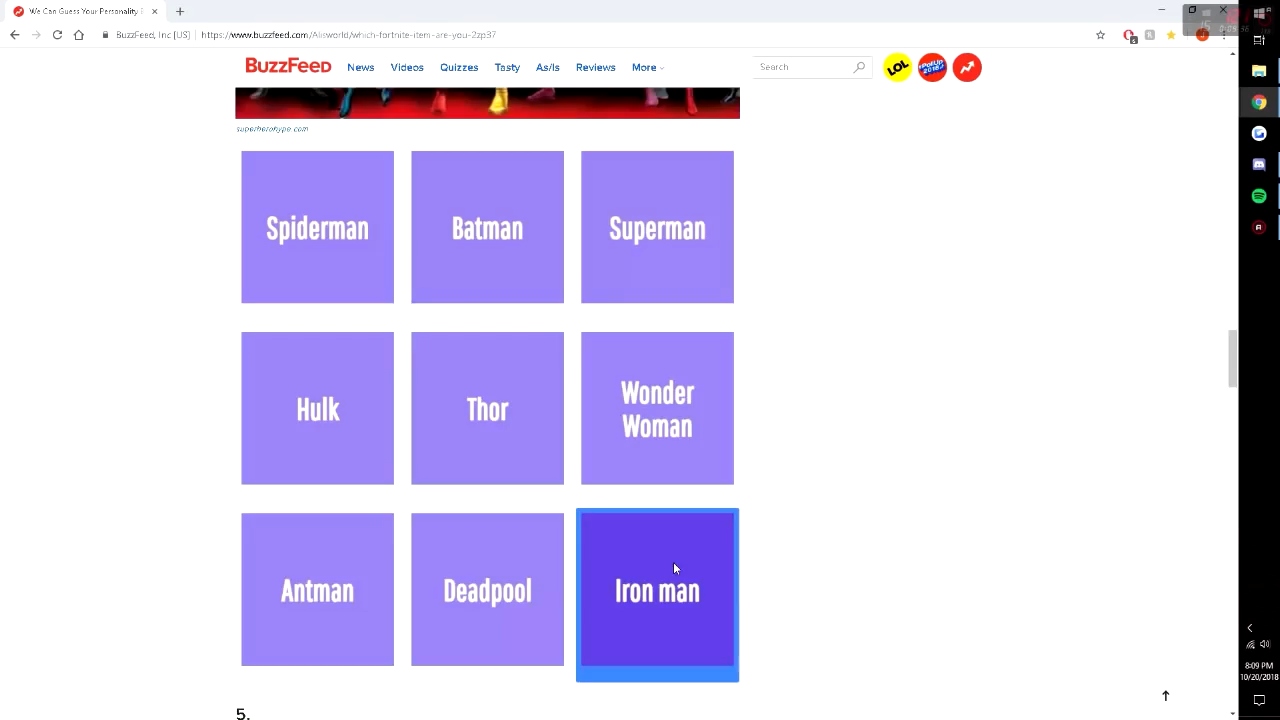 We Can Guess Your Personality
BuzzFeed, Inc [US]
https://www.buzzfeed.com/Alisworld/which-fortnite-item-are-you-2zp37
BuzzFeed
News
Videos
Quizzes
Tasty
As/Is
Reviews
More
Search
LOL
superherohype.com
Spiderman
Batman
Superman
Hulk
Thor
Wonder
Woman
Antman
Deadpool
Iron man
5.
8:09 PM
10/20/2018